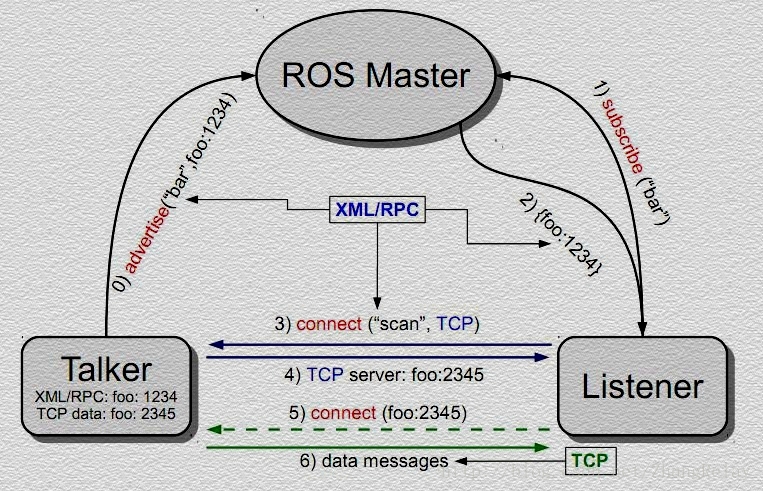 ROS Master
0) advertise("bar",foo:1234)
1) subscribe ("bar")
XML/RPC
2) {foo:1234}
3) connect ("scan", TCP)
Talker
XML/RPC: foo: 1234
TCP data: foo: 2345
4) TCP server: foo:2345
Listener
5) connect (foo:2345)
6) data messages
TCP